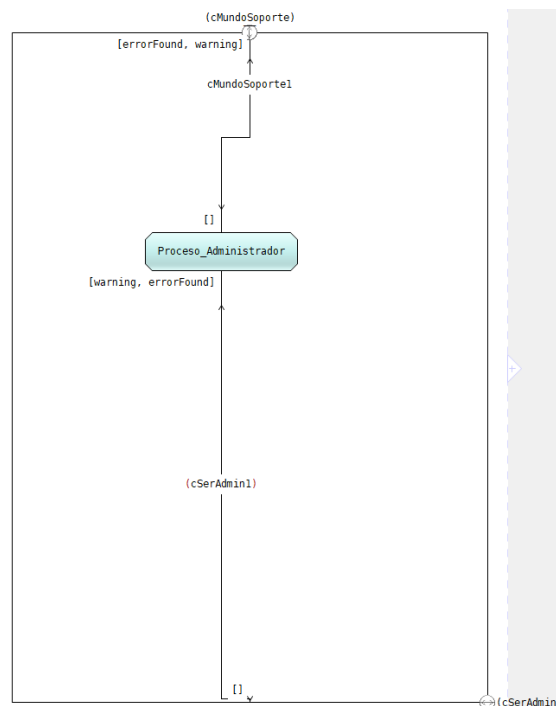 (cMundoSoporte)
[errorFound, warning]
cMundoSoporte1
[]
Proceso_Administrador
[warning, errorFound]
(cSerAdmin1)
[]
(cSerAdmin